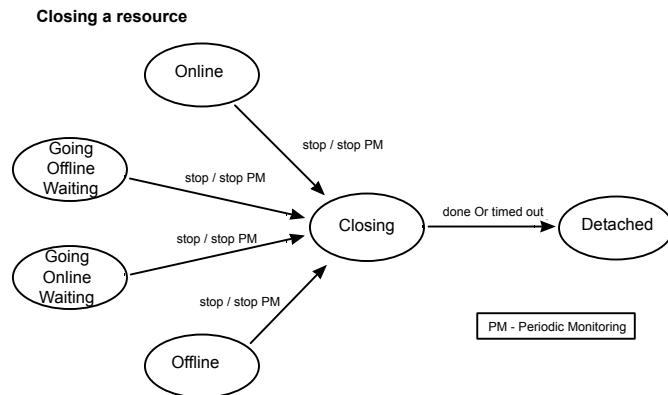 Closing a resource
Online
stop / stop PM
Going
Offline
Waiting
stop / stop PM
Closing
done Or timed out
Detached
stop / stop PM
Going
Online
Waiting
stop / stop PM
PM - Periodic Monitoring
Offline